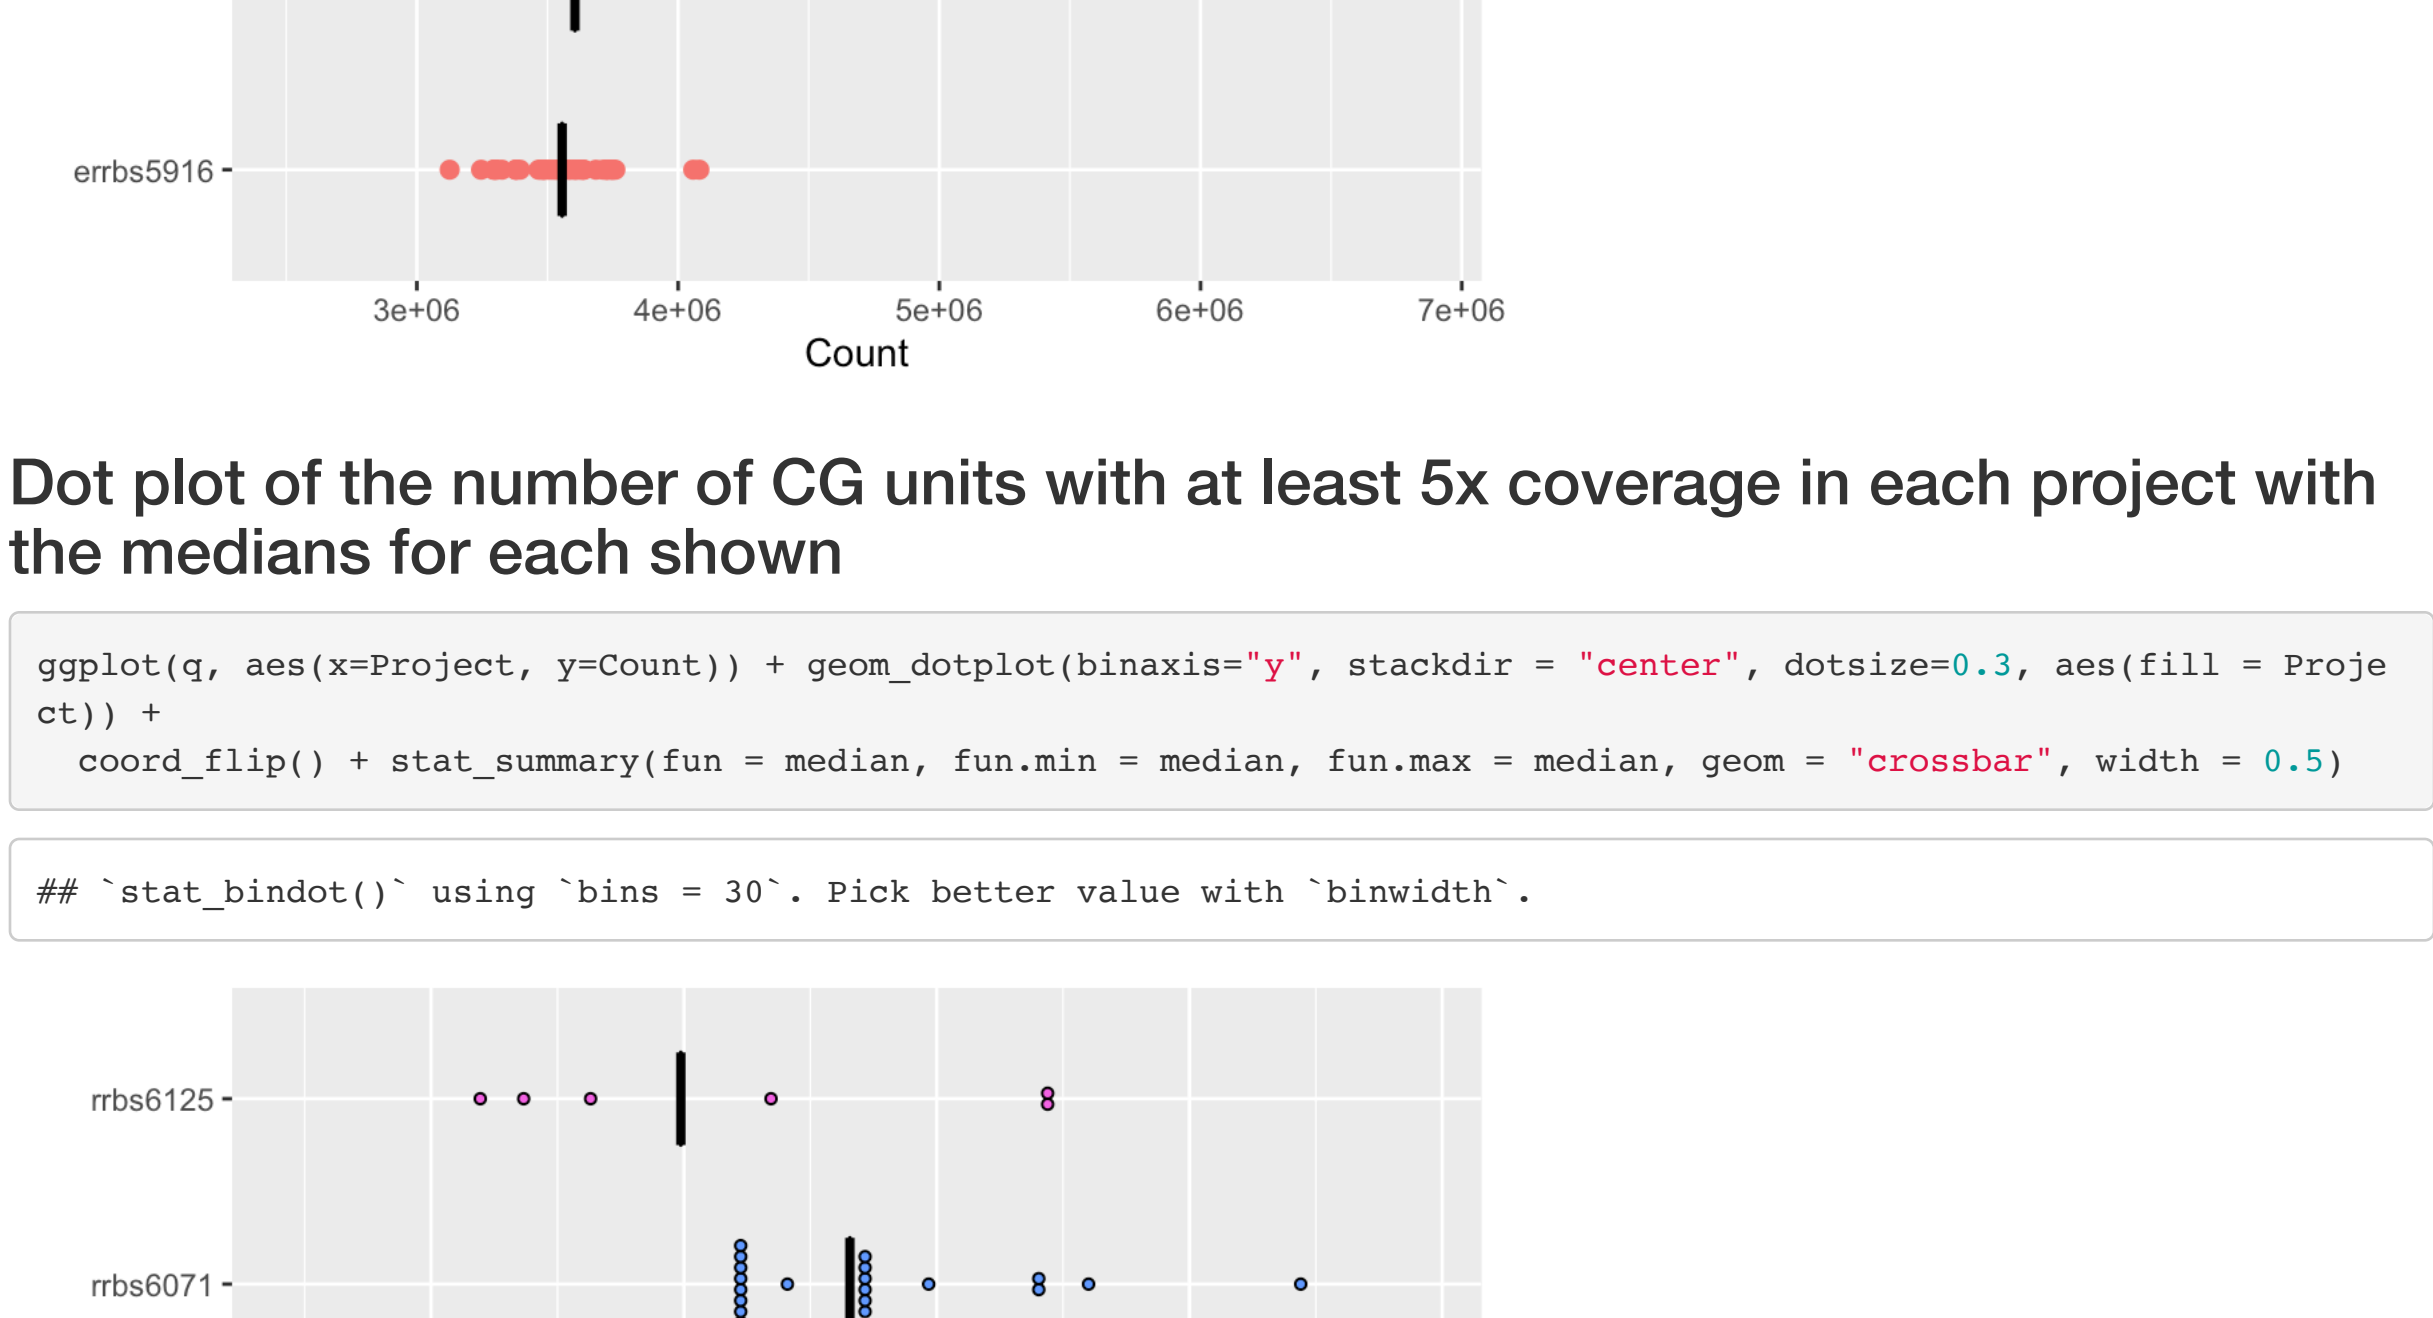 errbs5916
3e+06 4e+06 5e+06 6e+06 7e+06
Count
Dot plot of the number of CG units with at least 5x coverage in each project with
the medians for each shown
ggplot(q, aes(x=Project, y=Count)) + geom_dotplot(binaxis="y", stackdir = "center", dotsize=0.3, aes(fill = Proje
ct)) +
  coord_flip() + stat_summary(fun = median, fun.min = median, fun.max = median, geom = "crossbar", width = 0.5)
## `stat_bindot()` using `bins = 30`. Pick better value with `binwidth`.
rrbs6125
rrbs6071